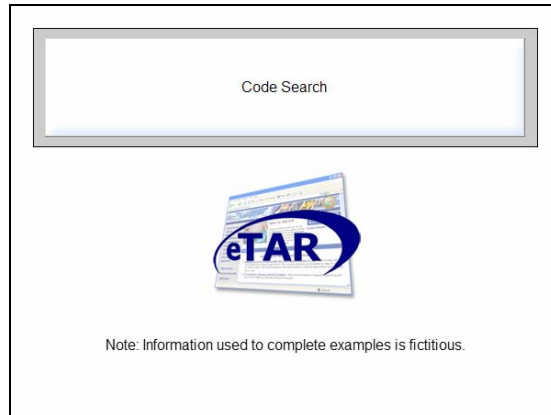 Code Search
eTAR
Note: Information used to complete examples is fictitious.